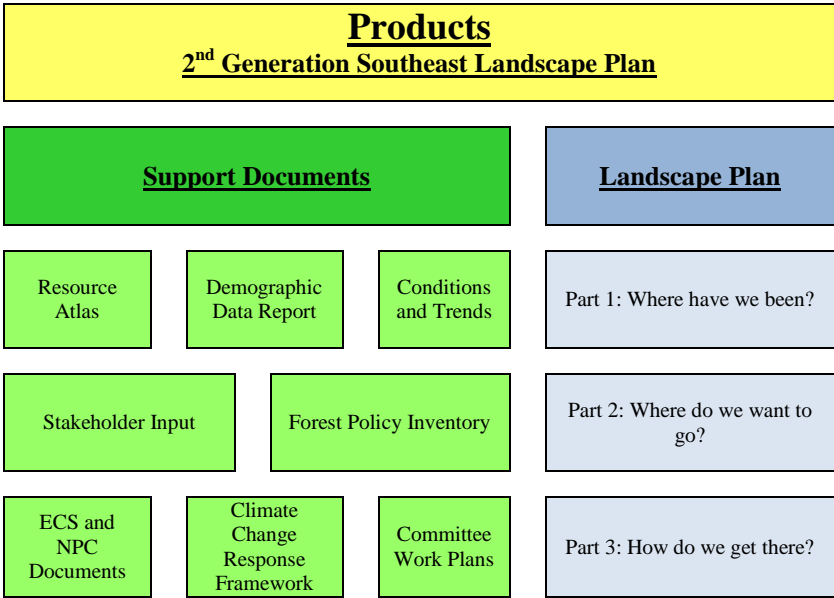 Products
2nd Generation Southeast Landscape Plan
Support Documents
Landscape Plan
Resource
Atlas
Demographic
Data Report
Conditions
and Trends
Part 1: Where have we been?
Stakeholder Input
Forest Policy Inventory
Part 2: Where do we want to
go?
ECS and
NPC
Documents
Climate
Change
Response
Framework
Committee
Work Plans
Part 3: How do we get there?